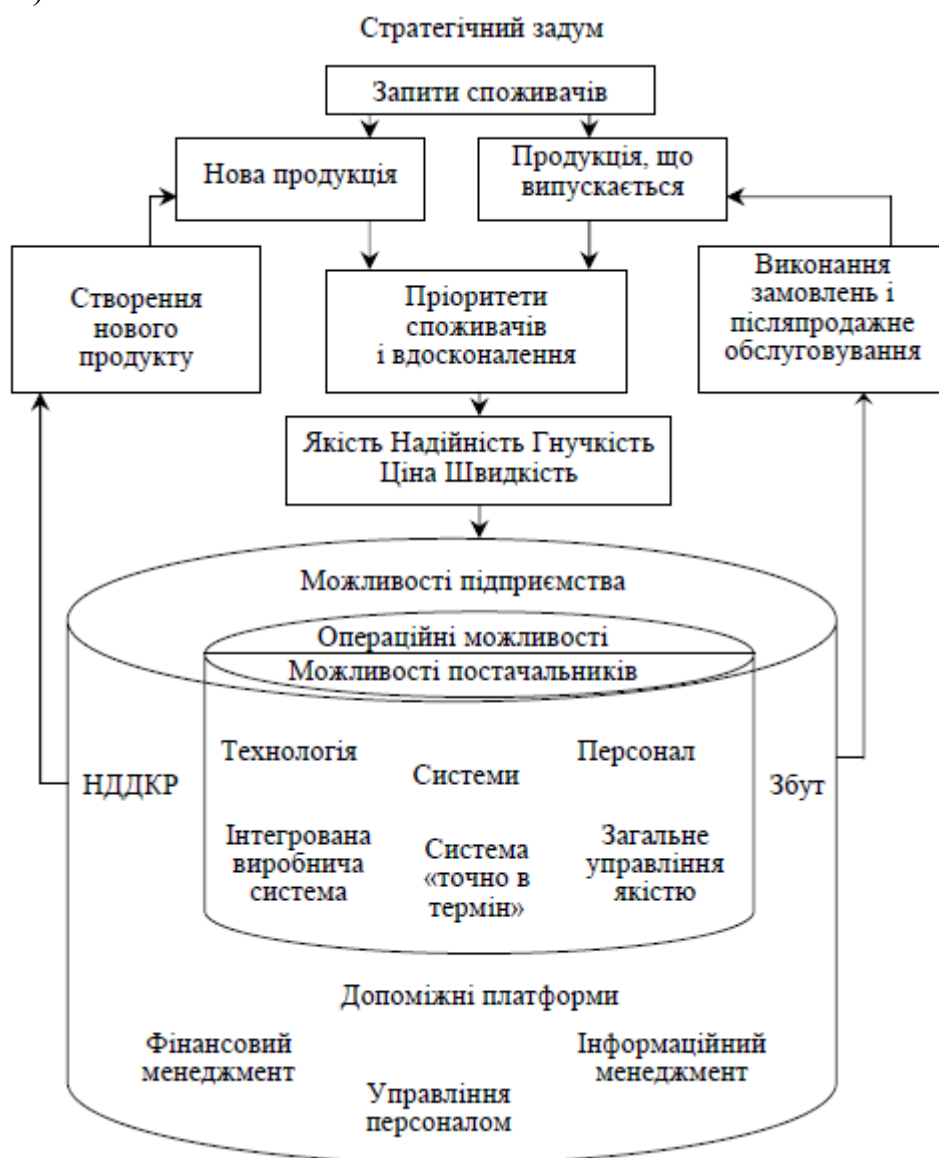 )
Стратегічний задум
Запити споживачів
Нова продукція
Продукція, що
випускається
Створення
нового
продукту
Пріоритети
споживачів
і вдосконалення
Виконання
замовлень і
післяпродажне
обслуговування
Якість Надійність Гнучкість
Ціна Швидкість
Можливості підприємства
Операційні можливості
Можливості постачальників
Технологія
Системи
Персонал
НДДКР
Збут
Інтегрована
виробнича
система
Система
«точно в
термін»
Загальне
управління
якістю
Допоміжні платформи
Фінансовий
менеджмент
Управління
персоналом
Інформаційний
менеджмент